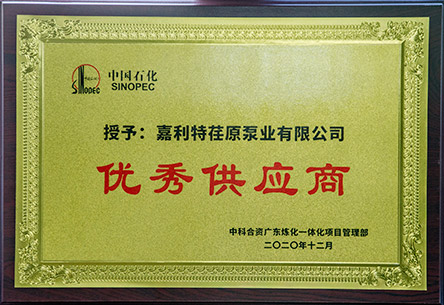 中国石化
SINOPEC
SINOPEC
授予：嘉利特荏原泵业有限公司
优秀供应商
中科合资广东炼化一体化项目管理部
二〇二〇年十二月